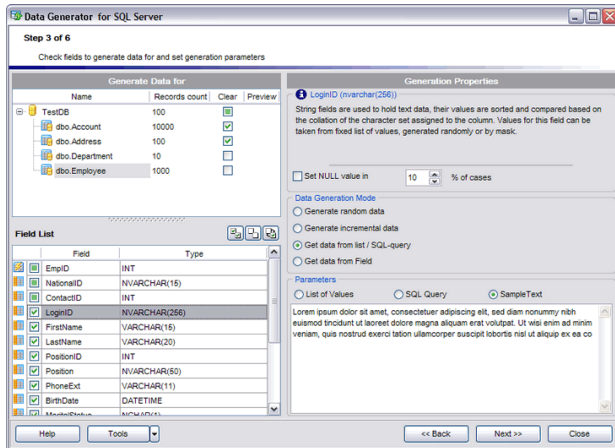 Data Generator for SQL Server
Step 3 of 6
Check fields to generate data for and set generation parameters
Generate Data for
Name Records count Clear Preview
TestDB 100
dbo.Account 10000
dbo.Address 100
dbo.Department 10
dbo.Employee 1000
Field List
Field Type
EmpID INT
NationalID NVARCHAR(15)
ContactID INT
LoginID NVARCHAR(256)
FirstName VARCHAR(15)
LastName VARCHAR(20)
PositionID INT
Position NVARCHAR(50)
PhoneExt VARCHAR(11)
BirthDate DATETIME
MaritalStatus NCHAR(1)
Generation Properties
LoginID (nvarchar(256))
String fields are used to hold text data, their values are sorted and compared based
on the collation of the character set assigned to the column. Values for this field can be
taken from fixed list of values, generated randomly or by mask.
Set NULL value in 10 % of cases
Data Generation Mode
Generate random data
Generate incremental data
Get data from list / SQL-query
Get data from Field
Parameters
List of Values SQL Query SampleText
Lorem ipsum dolor sit amet, consectetuer adipiscing elit, sed diam nonummy nibh
euismod tincidunt ut laoreet dolore magna aliquam erat volutpat. Ut wisi enim ad minim
veniam, quis nostrud exerci tation ullamcorper suscipit lobortis nisl ut aliquip ex ea co
Help Tools << Back Next >> Close